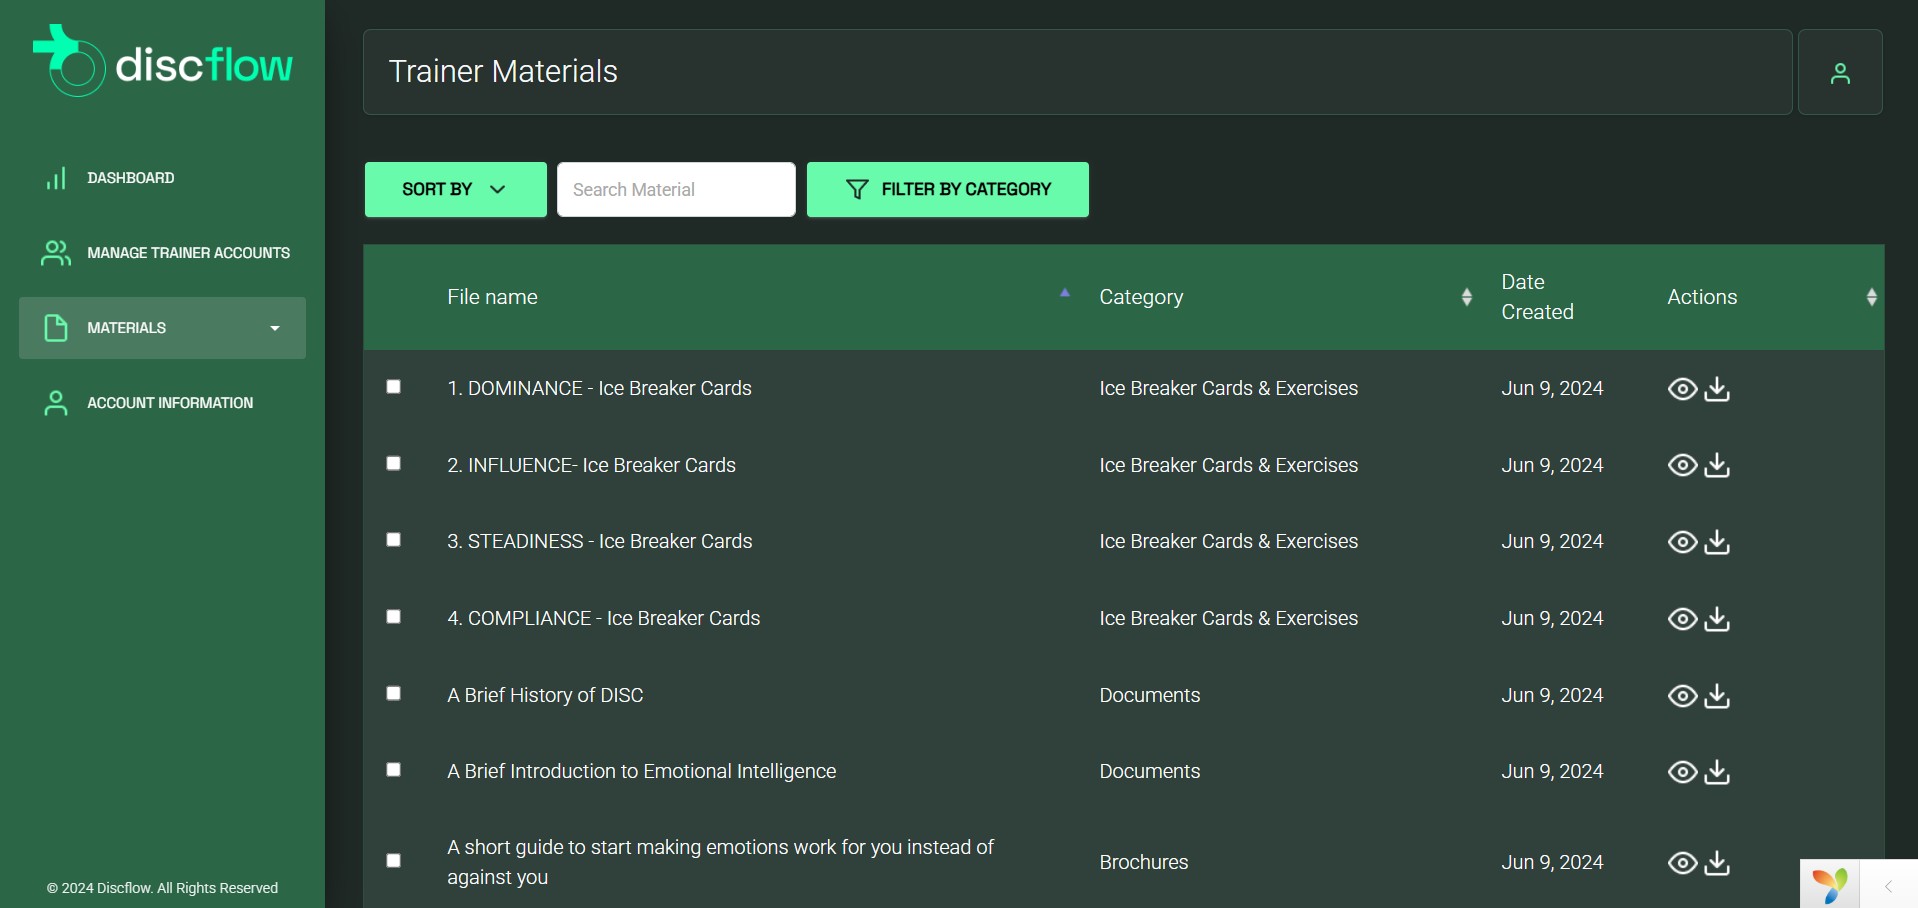 discflow
DASHBOARD
MANAGE TRAINER ACCOUNTS
MATERIALS
ACCOUNT INFORMATION
© 2024 Discflow. All Rights Reserved
Trainer Materials
SORT BY
Search Material
FILTER BY CATEGORY
File name Category Date Created Actions
1. DOMINANCE - Ice Breaker Cards Ice Breaker Cards & Exercises Jun 9, 2024
2. INFLUENCE- Ice Breaker Cards Ice Breaker Cards & Exercises Jun 9, 2024
3. STEADINESS - Ice Breaker Cards Ice Breaker Cards & Exercises Jun 9, 2024
4. COMPLIANCE - Ice Breaker Cards Ice Breaker Cards & Exercises Jun 9, 2024
A Brief History of DISC Documents Jun 9, 2024
A Brief Introduction to Emotional Intelligence Documents Jun 9, 2024
A short guide to start making emotions work for you instead of
against you Brochures Jun 9, 2024